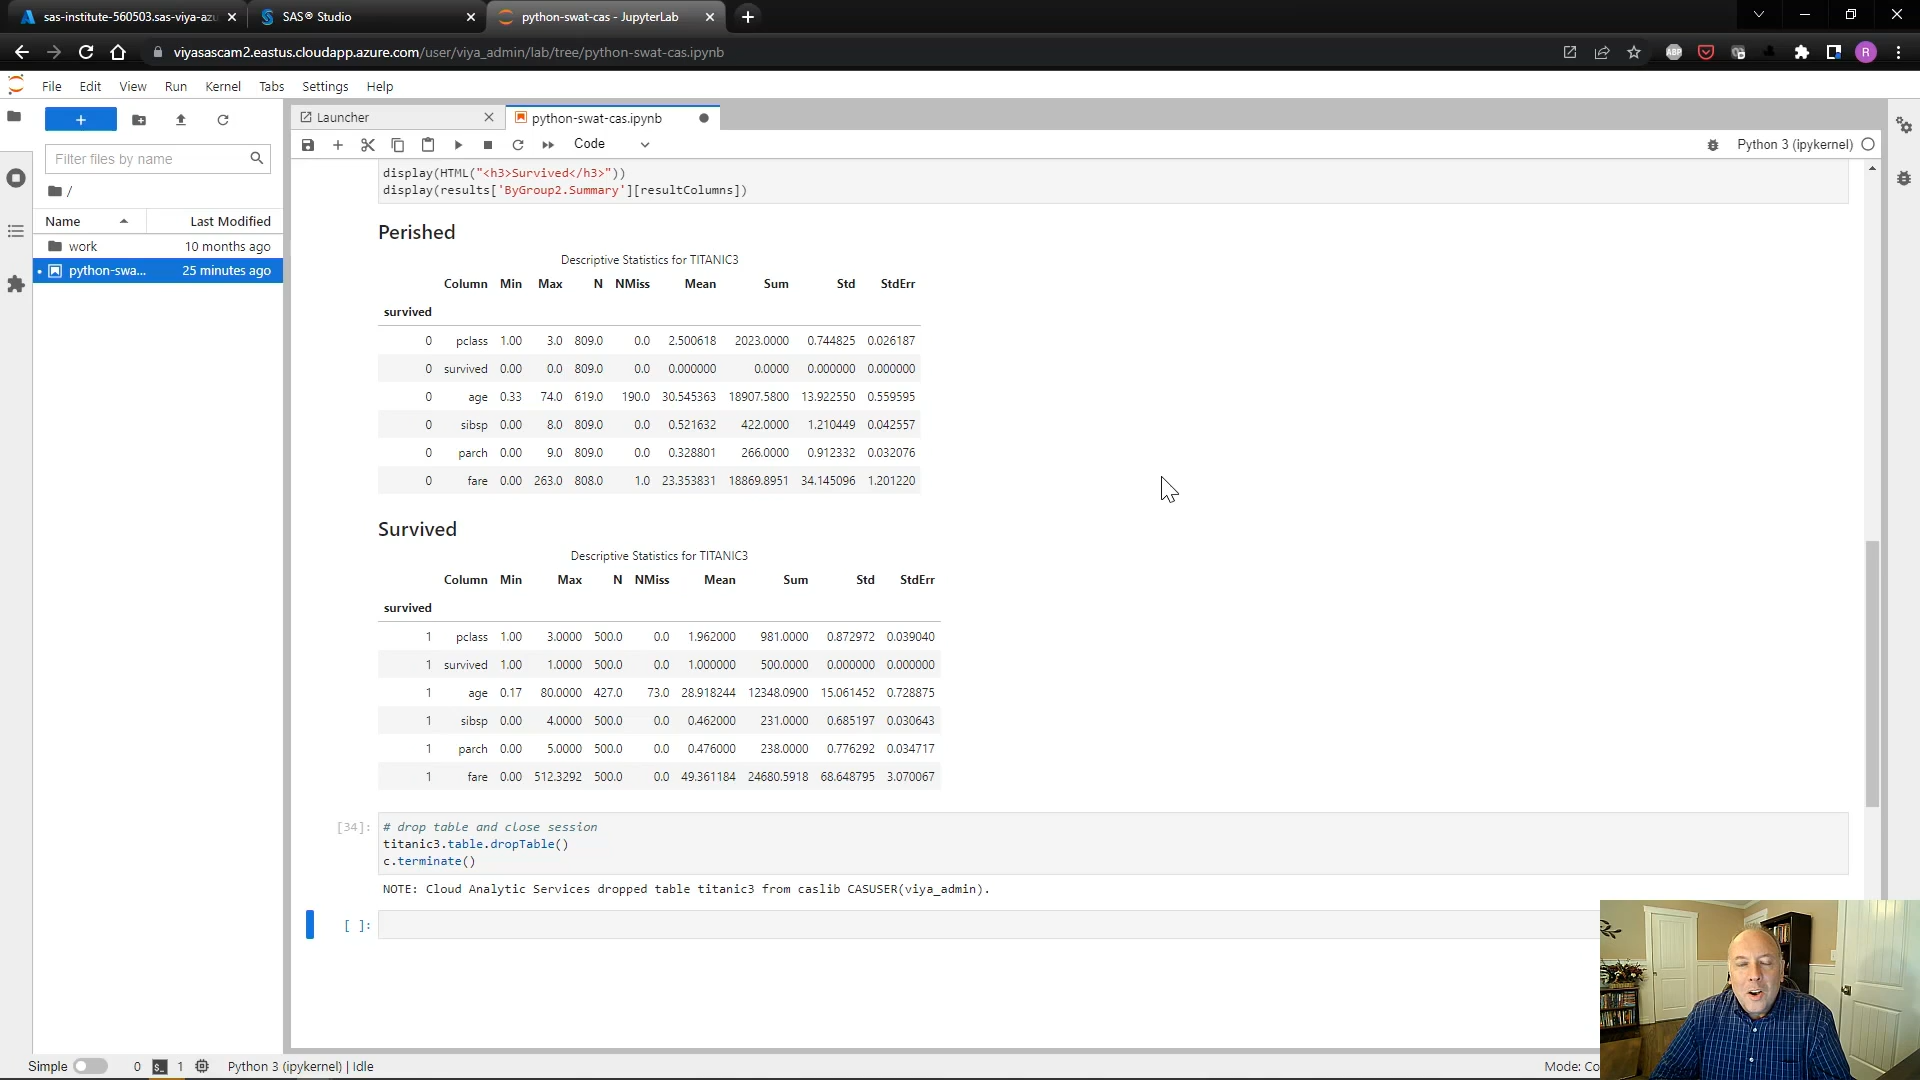 sas-institute-560503.sas-viya-azu
SAS® Studio
python-swat-cas - JupyterLab
viyasascam2.eastus.cloudapp.azure.com/user/viya_admin/lab/tree/python-swat-cas.ipynb
ABP
R
File Edit View Run Kernel Tabs Settings Help
+
Launcher
python-swat-cas.ipynb
Filter files by name
Code
Python 3 (ipykernel)
/
Name Last Modified
work 10 months ago
python-swa... 25 minutes ago
display(HTML("<h3>Survived</h3>"))
display(results['ByGroup2.Summary'][resultColumns])
Perished
Descriptive Statistics for TITANIC3
Column Min Max N NMiss Mean Sum Std StdErr
survived
0 pclass 1.00 3.0 809.0 0.0 2.500618 2023.0000 0.744825 0.026187
0 survived 0.00 0.0 809.0 0.0 0.000000 0.0000 0.000000 0.000000
0 age 0.33 74.0 619.0 190.0 30.545363 18907.5800 13.922550 0.559595
0 sibsp 0.00 8.0 809.0 0.0 0.521632 422.0000 1.210449 0.042557
0 parch 0.00 9.0 809.0 0.0 0.328801 266.0000 0.912332 0.032076
0 fare 0.00 263.0 808.0 1.0 23.353831 18869.8951 34.145096 1.201220
Survived
Descriptive Statistics for TITANIC3
Column Min Max N NMiss Mean Sum Std StdErr
survived
1 pclass 1.00 3.0000 500.0 0.0 1.962000 981.0000 0.872972 0.039040
1 survived 1.00 1.0000 500.0 0.0 1.000000 500.0000 0.000000 0.000000
1 age 0.17 80.0000 427.0 73.0 28.918244 12348.0900 15.061452 0.728875
1 sibsp 0.00 4.0000 500.0 0.0 0.462000 231.0000 0.685197 0.030643
1 parch 0.00 5.0000 500.0 0.0 0.476000 238.0000 0.776292 0.034717
1 fare 0.00 512.3292 500.0 0.0 49.361184 24680.5918 68.648795 3.070067
[34]: # drop table and close session
titanic3.table.dropTable()
c.terminate()
NOTE: Cloud Analytic Services dropped table titanic3 from caslib CASUSER(viya_admin).
[ ]:
Simple 0 $_ 1 Python 3 (ipykernel) | Idle
Mode: Co